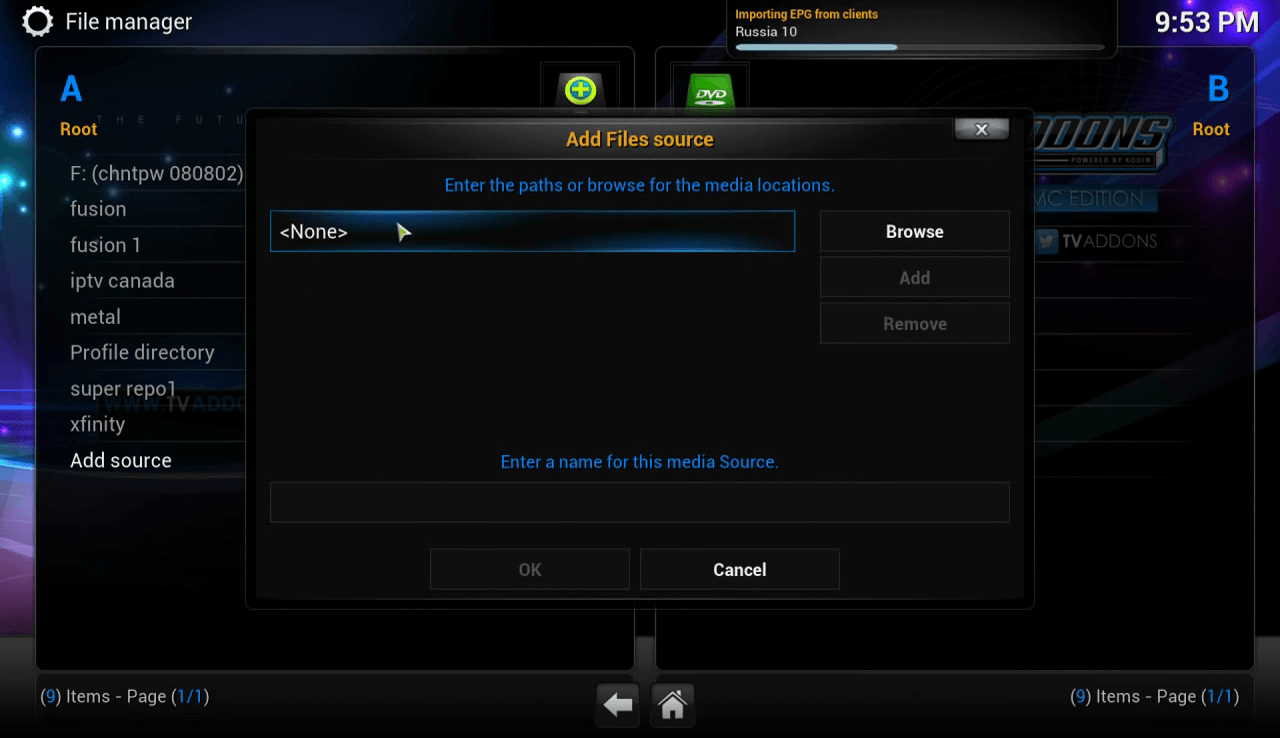 File manager
Importing EPG from clients
Russia 10
9:53 PM
A
B
DVD
THE FUTU
Root
Root
DDONS
POWERED BY KODI
MC EDITION
TVADDONS
F: (chntpw 080802)
fusion
fusion 1
iptv canada
metal
Profile directory
super repo1
WWW.TVADDO
xfinity
Add source
Add Files source
X
Enter the paths or browse for the media locations.
<None>
Browse
Add
Remove
Enter a name for this media Source.
OK
Cancel
(9) Items - Page (1/1)
(9) Items - Page (1/1)